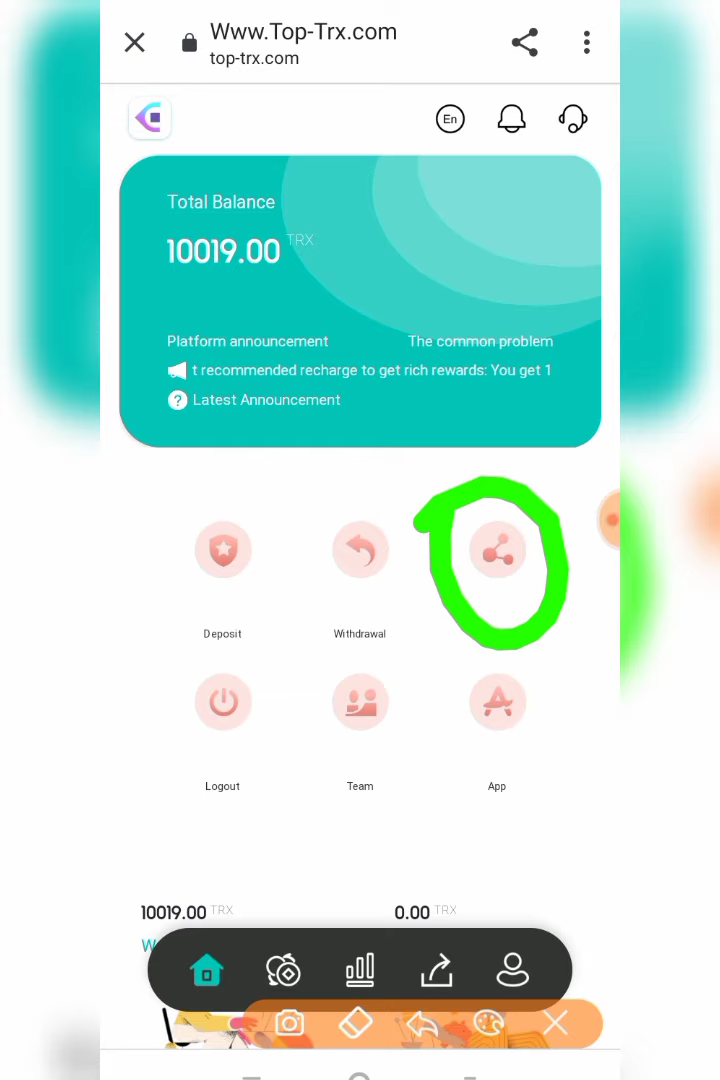 Www.Top-Trx.com
top-trx.com
En
Total Balance
10019.00 TRX
Platform announcement The common problem
t recommended recharge to get rich rewards: You get 1
? Latest Announcement
Deposit Withdrawal
Logout Team App
10019.00 TRX 0.00 TRX
W